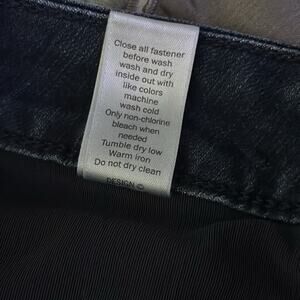 Close all fastener
before wash
wash and dry
inside out with
like colors
machine
wash cold
Only non-chlorine
bleach when
needed
Tumble dry low
Warm iron
Do not dry clean
DESIGN ©